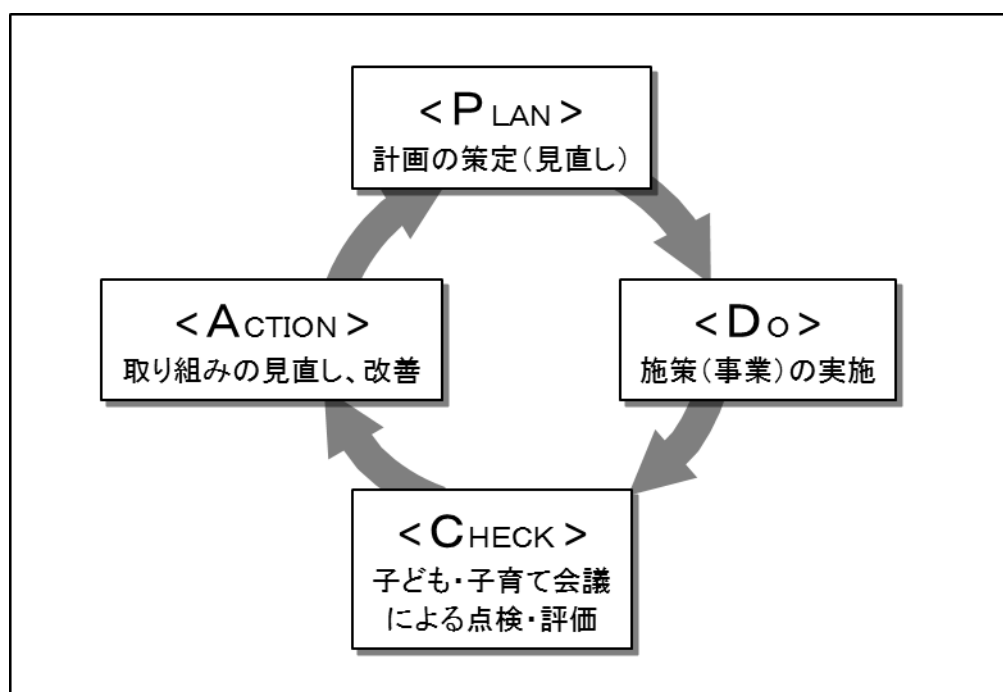 <PLAN>
計画の策定(見直し)
<ACTION>
取り組みの見直し、改善
<DO>
施策(事業)の実施
<CHECK>
子ども・子育て会議
による点検・評価